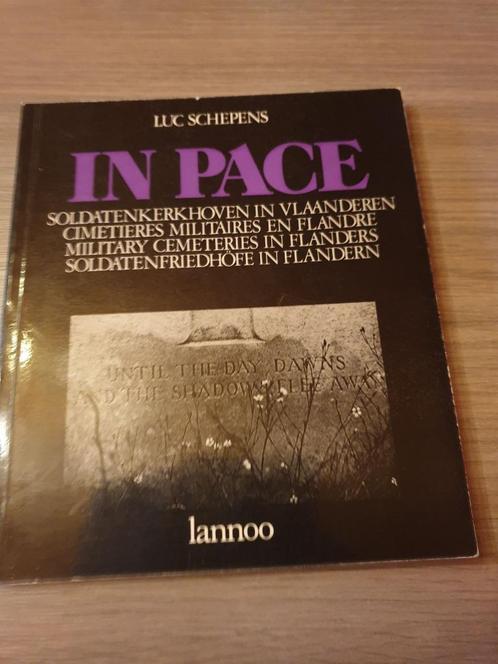 LUC SCHEPENS
IN PACE
SOLDATENKERKHOVEN IN VLAANDEREN
CIMETIERES MILITAIRES EN FLANDRE
MILITARY CEMETERIES IN FLANDERS
SOLDATENFRIEDHÖFE IN FLANDERN
UNTIL THE DAY DAWNS
AND THE SHADOWS FLEE AWAY
lannoo